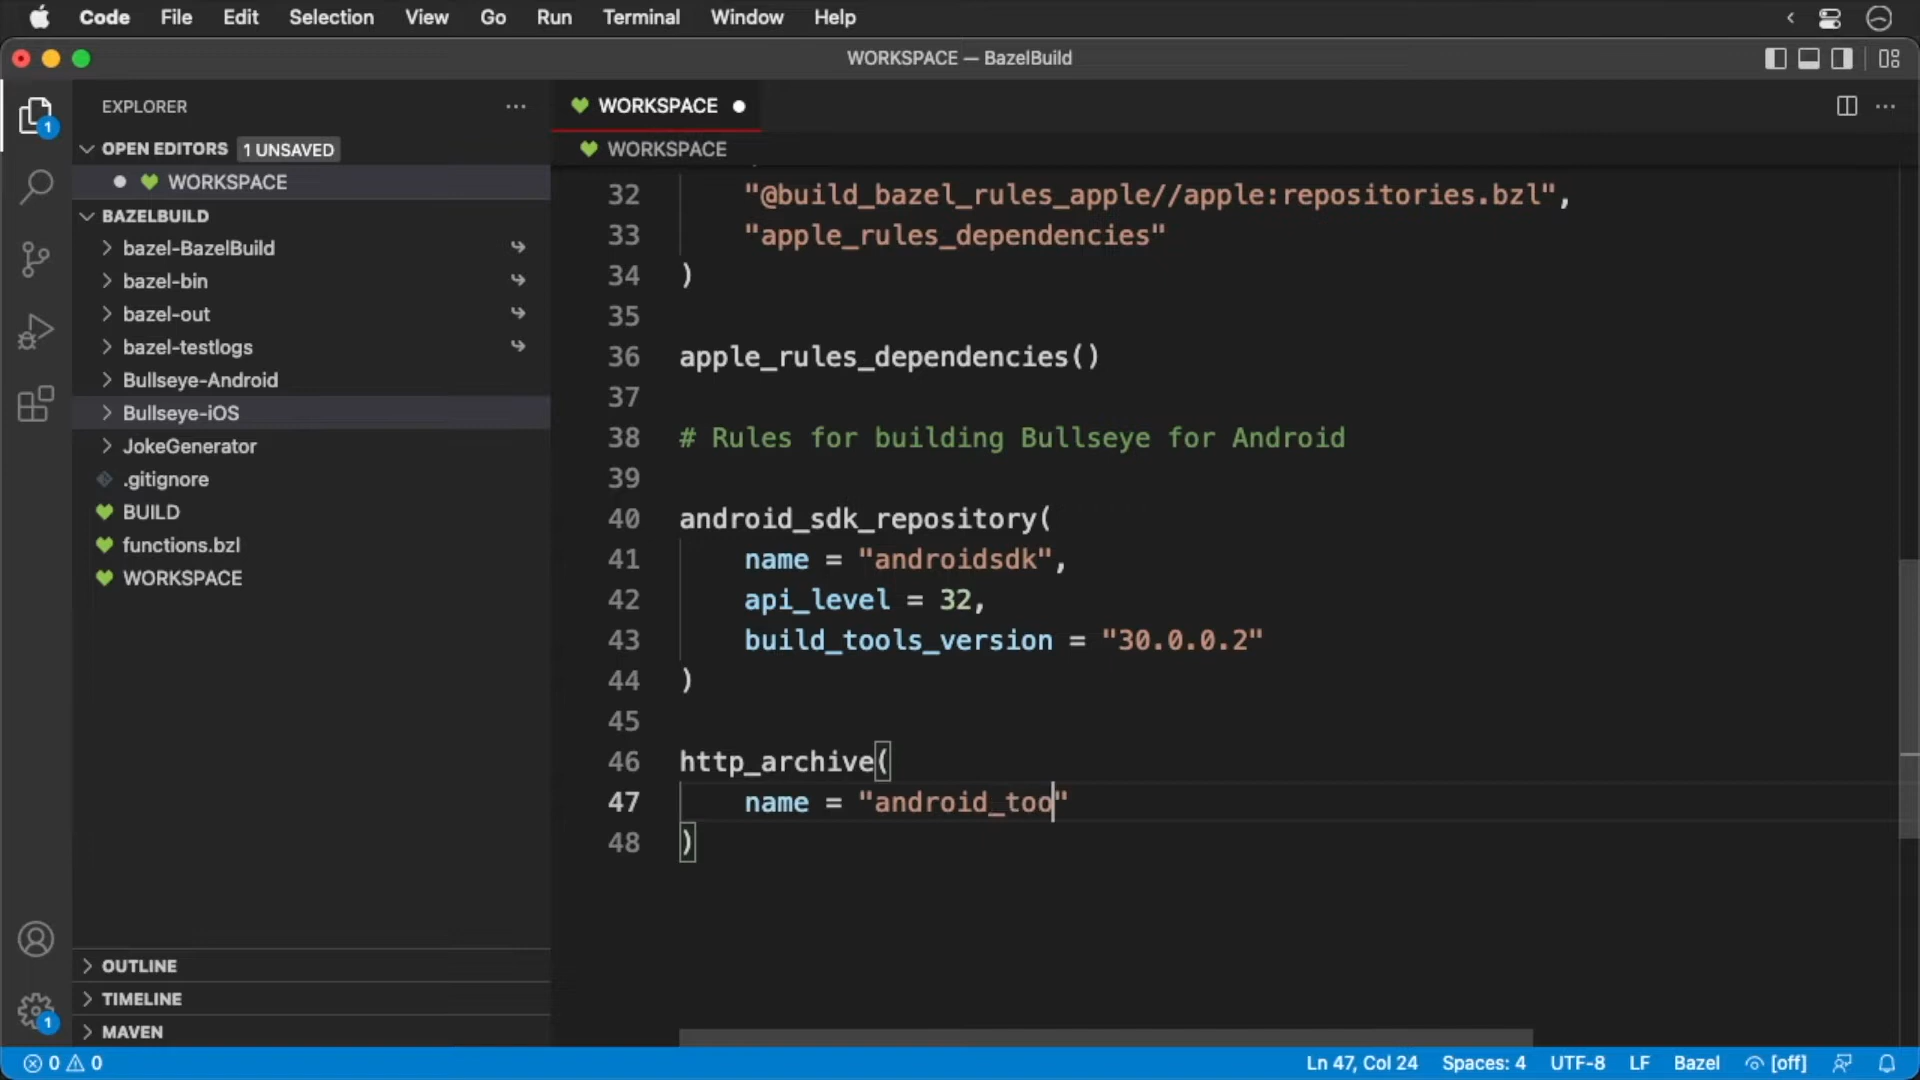 Code File Edit Selection View Go Run Terminal Window Help
WORKSPACE — BazelBuild
EXPLORER
OPEN EDITORS 1 UNSAVED
WORKSPACE
BAZELBUILD
bazel-BazelBuild
bazel-bin
bazel-out
bazel-testlogs
Bullseye-Android
Bullseye-iOS
JokeGenerator
.gitignore
BUILD
functions.bzl
WORKSPACE
OUTLINE
TIMELINE
MAVEN
1
1
WORKSPACE
WORKSPACE
32 "@build_bazel_rules_apple//apple:repositories.bzl",
33 "apple_rules_dependencies"
34 )
35
36 apple_rules_dependencies()
37
38 # Rules for building Bullseye for Android
39
40 android_sdk_repository(
41 name = "androidsdk",
42 api_level = 32,
43 build_tools_version = "30.0.0.2"
44 )
45
46 http_archive(
47 name = "android_too"
48 )
0 0 Ln 47, Col 24 Spaces: 4 UTF-8 LF Bazel [off]